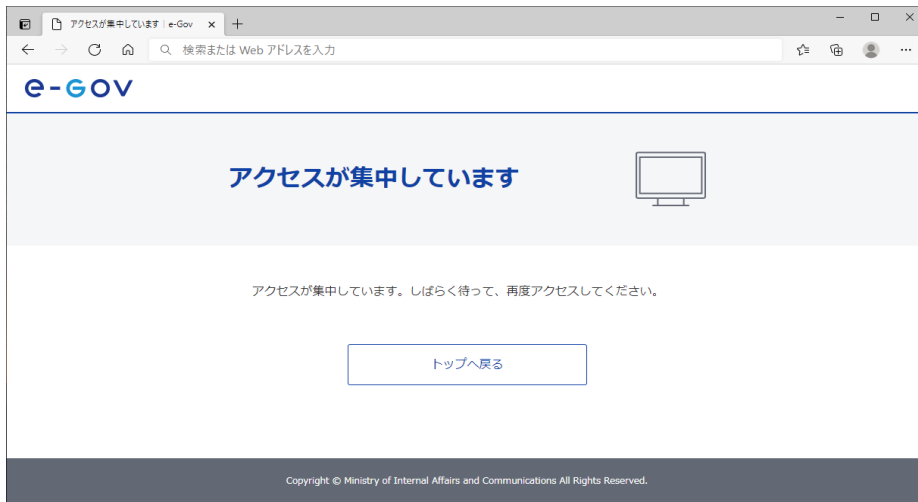 アクセスが集中しています | e-Gov
検索または Web アドレスを入力
e-GOV
アクセスが集中しています
アクセスが集中しています。しばらく待って、再度アクセスしてください。
トップへ戻る
Copyright © Ministry of Internal Affairs and Communications All Rights Reserved.